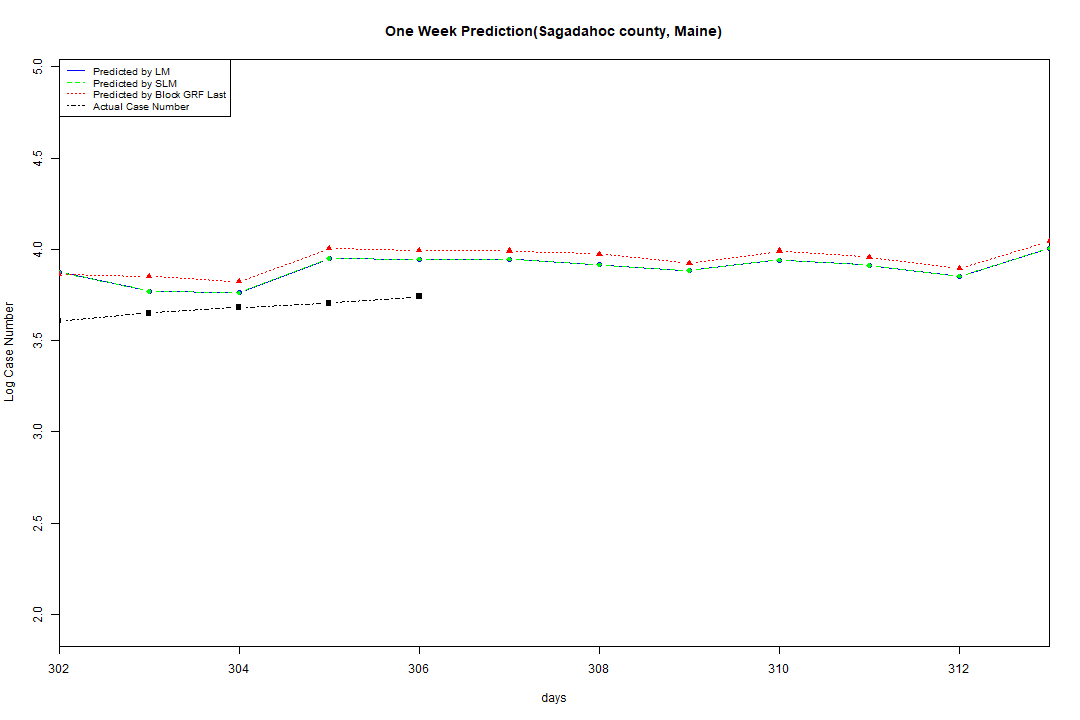 One Week Prediction(Sagadahoc county, Maine)
Predicted by LM
Predicted by SLM
Predicted by Block GRF Last
Actual Case Number
5.0
4.5
4.0
3.5
3.0
2.5
2.0
Log Case Number
302 304 306 308 310 312
days